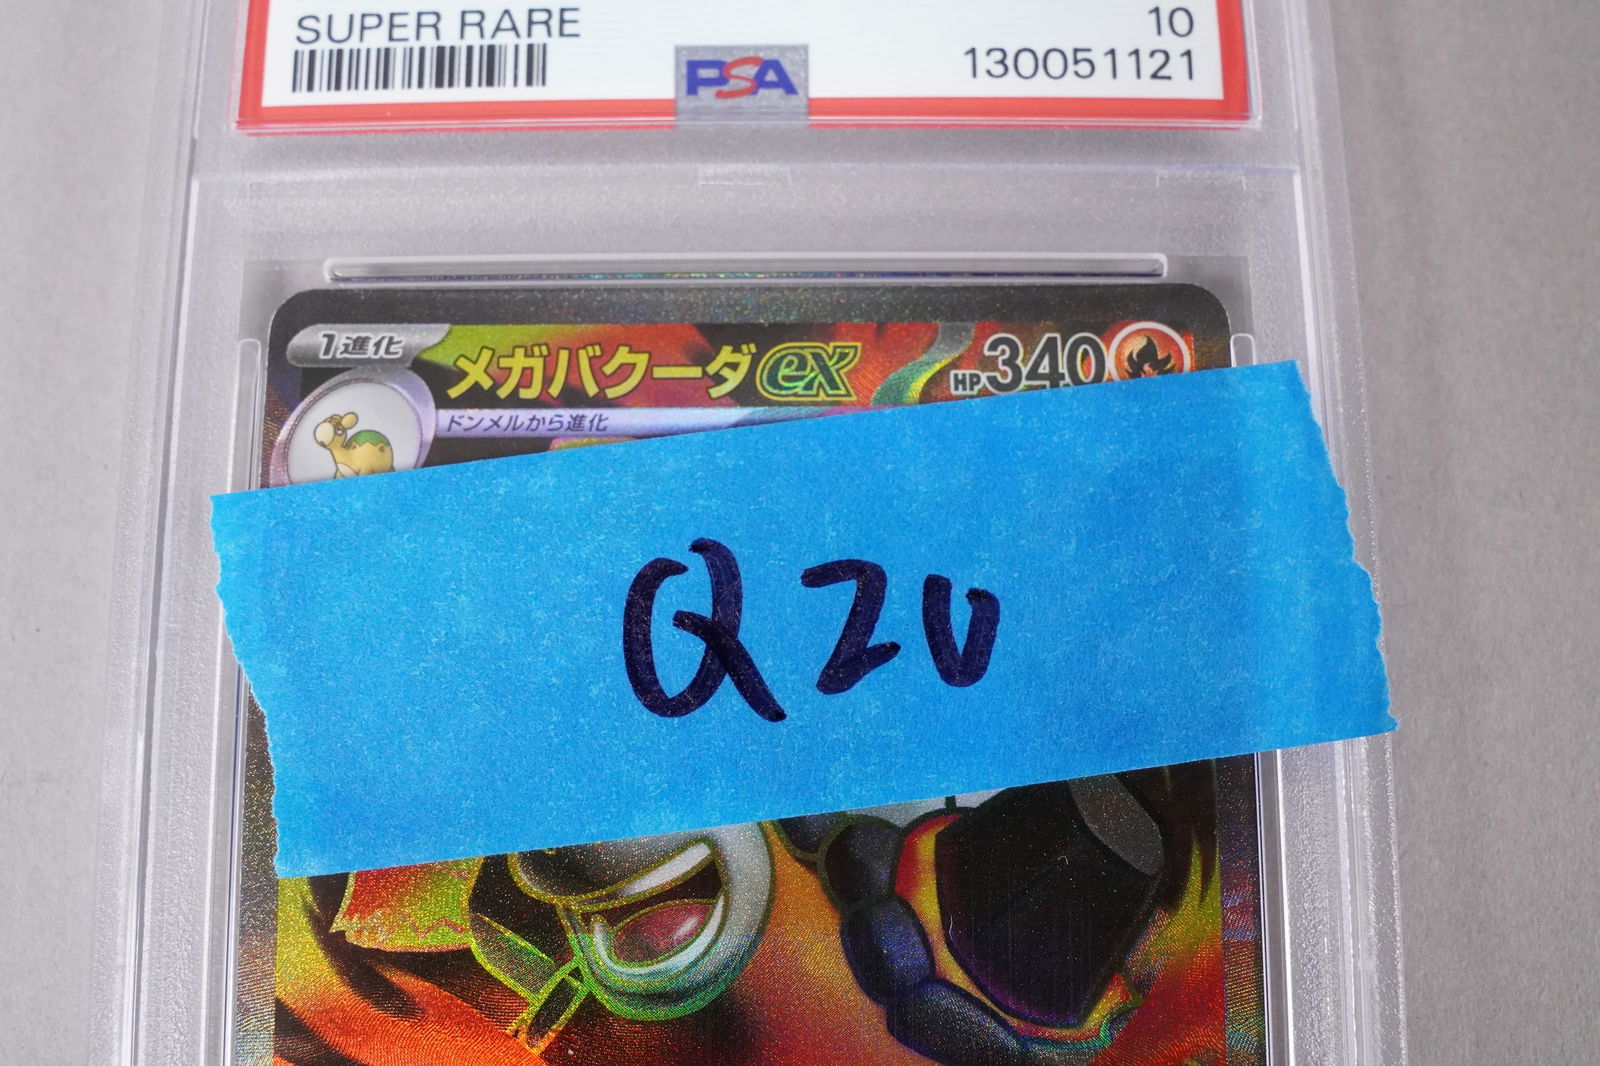 SUPER RARE 10
PSA 130051121
1進化 メガバクーダex HP340
ドンメルから進化
QZU